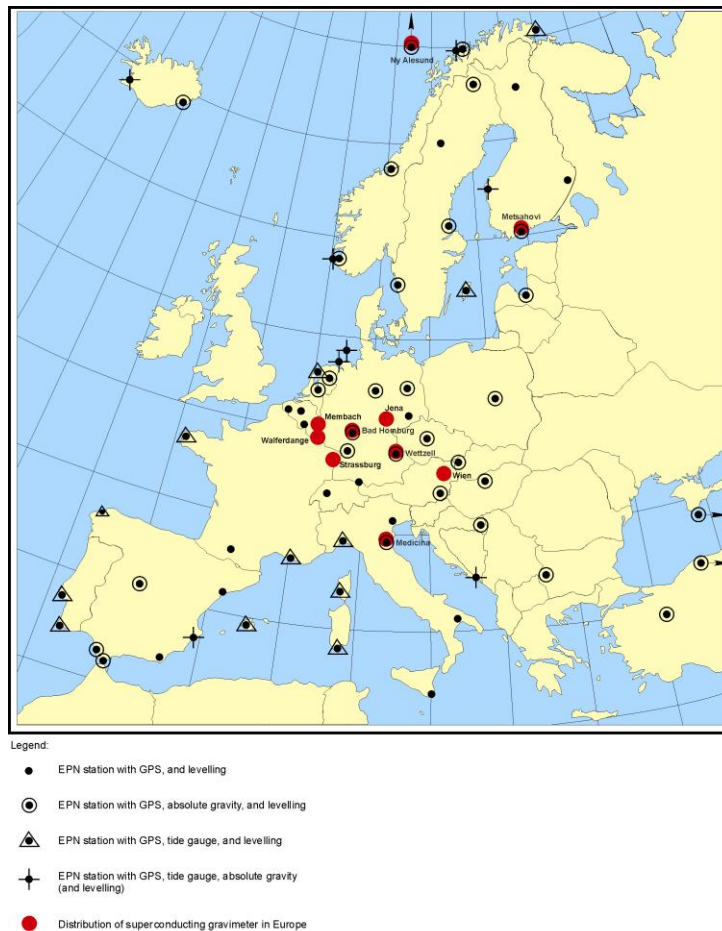 Ny Alesund
Metsahovi
Jena
Membach
Bad Homburg
Walferdange
Wettzell
Strassburg
Wien
Medicina
Legend:
EPN station with GPS, and levelling
EPN station with GPS, absolute gravity, and levelling
EPN station with GPS, tide gauge, and levelling
EPN station with GPS, tide gauge, absolute gravity
(and levelling)
Distribution of superconducting gravimeter in Europe